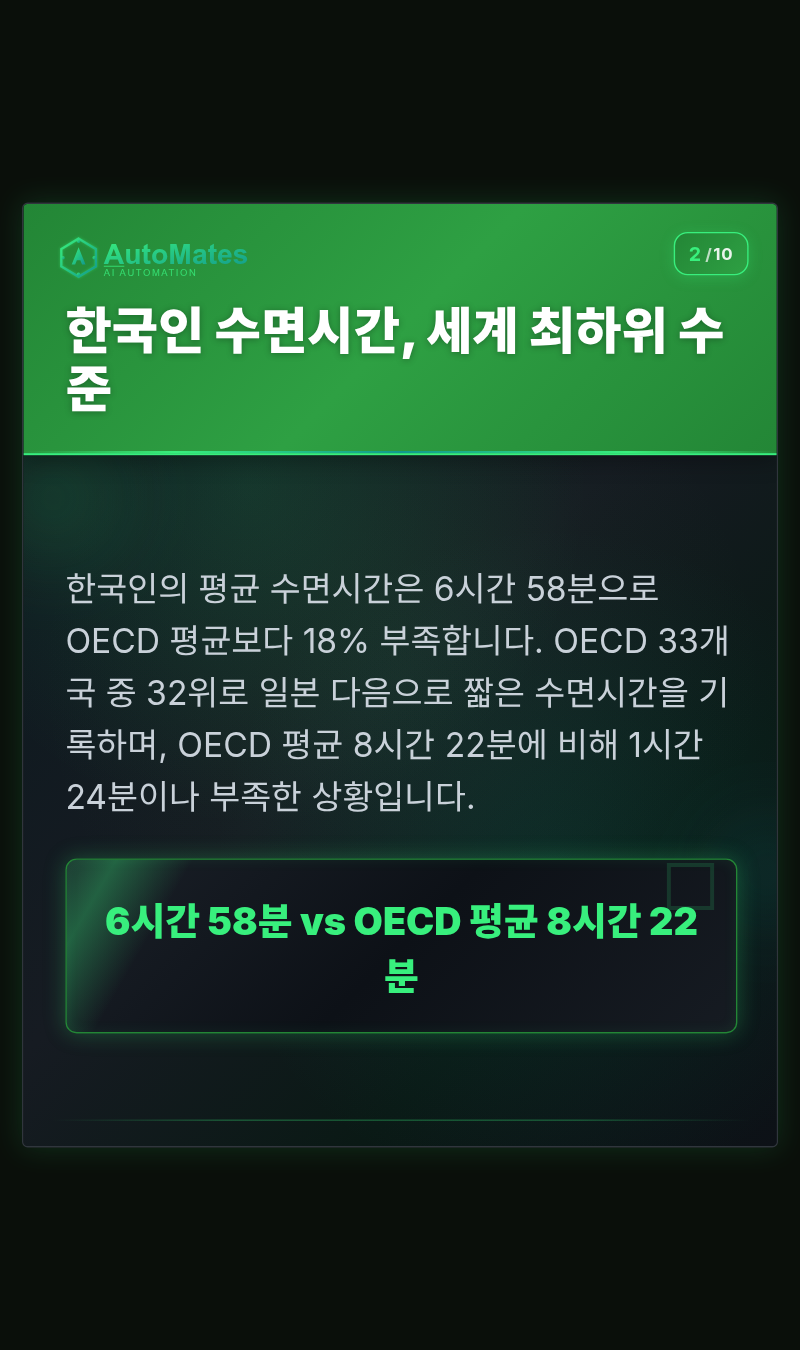 AutoMates
AI AUTOMATION
2 / 10
한국인 수면시간, 세계 최하위 수
준
한국인의 평균 수면시간은 6시간 58분으로
OECD 평균보다 18% 부족합니다. OECD 33개
국 중 32위로 일본 다음으로 짧은 수면시간을 기
록하며, OECD 평균 8시간 22분에 비해 1시간
24분이나 부족한 상황입니다.
6시간 58분 vs OECD 평균 8시간 22
분